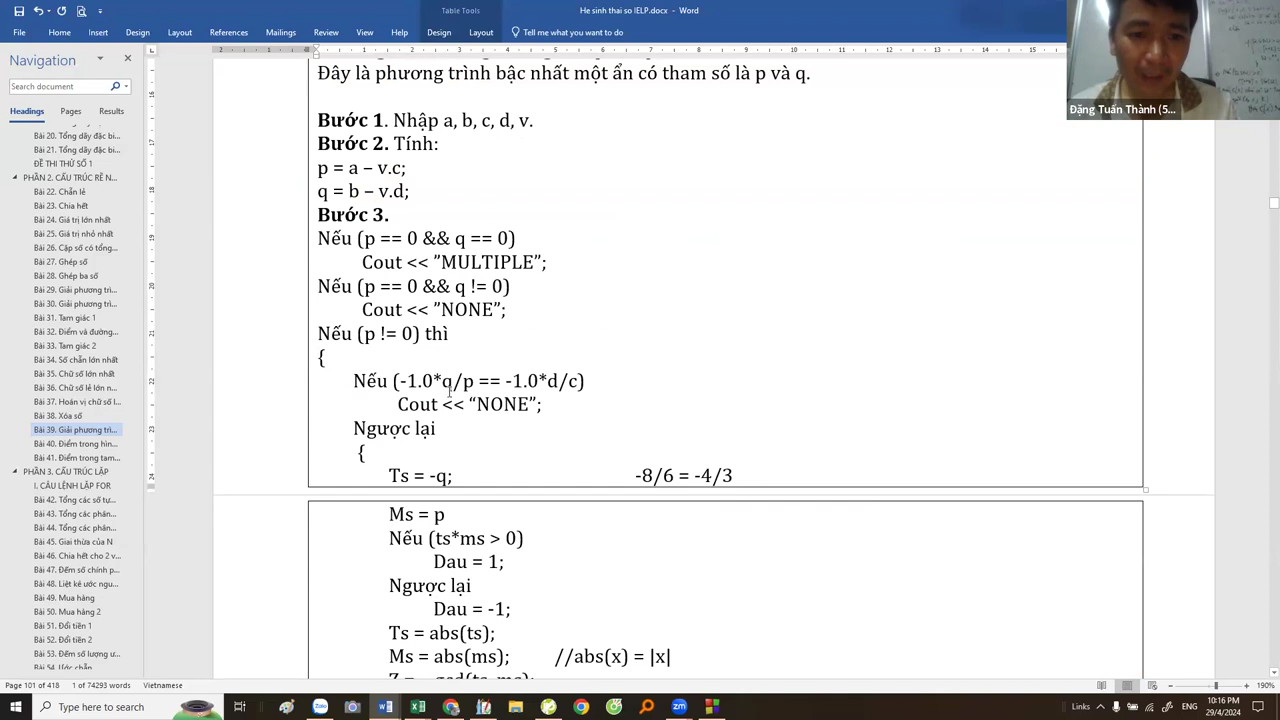 Table Tools
He sinh thai so IELP.docx - Word
File
Home
Insert
Design
Layout
References
Mailings
Review
View
Help
Design
Layout
Tell me what you want to do
Navigation
Search document
Headings
Pages
Results
Bài 20. Tổng dãy đặc bi...
Bài 21. Tổng dãy đặc bi...
ĐỀ THI THỬ SỐ 1
PHẦN 2. CẤU TRÚC RẼ N...
Bài 22. Chẵn lẻ
Bài 23. Chia hết
Bài 24. Giá trị lớn nhất
Bài 25. Giá trị nhỏ nhất
Bài 26. Cặp số có tổng...
Bài 27. Ghép số
Bài 28. Ghép ba số
Bài 29. Giải phương trì...
Bài 30. Giải phương trì...
Bài 31. Tam giác 1
Bài 32. Điểm và đường...
Bài 33. Tam giác 2
Bài 34. Số chẵn lớn nhất
Bài 35. Chữ số lớn nhất
Bài 36. Chữ số lẻ lớn n...
Bài 37. Hoán vị chữ số l...
Bài 38. Xóa số
Bài 39. Giải phương trì...
Bài 40. Điểm trong hìn...
Bài 41. Điểm trong tam...
PHẦN 3. CẤU TRÚC LẶP
I. CÂU LỆNH LẶP FOR
Bài 42. Tổng các số tự...
Bài 43. Tổng các phân...
Bài 44. Tổng các phân...
Bài 45. Giai thừa của N
Bài 46. Chia hết cho 2 v...
Bài 47. Đếm số chính p...
Bài 48. Liệt kê ước ngu...
Bài 49. Mua hàng
Bài 50. Mua hàng 2
Bài 51. Đổi tiền 1
Bài 52. Đổi tiền 2
Bài 53. Đếm số lượng ư...
Bài 54. Ước chẵn
Đây là phương trình bậc nhất một ẩn có tham số là p và q.
Bước 1. Nhập a, b, c, d, v.
Bước 2. Tính:
p = a – v.c;
q = b – v.d;
Bước 3.
Nếu (p == 0 && q == 0)
Cout << ”MULTIPLE”;
Nếu (p == 0 && q != 0)
Cout << ”NONE”;
Nếu (p != 0) thì
{
Nếu (-1.0*q/p == -1.0*d/c)
Cout << “NONE”;
Ngược lại
{
Ts = -q; -8/6 = -4/3
Ms = p
Nếu (ts*ms > 0)
Dau = 1;
Ngược lại
Dau = -1;
Ts = abs(ts);
Ms = abs(ms); //abs(x) = |x|
Đặng Tuấn Thành (5...
Page 101 of 418
1 of 74293 words
Vietnamese
190%
Type here to search
10:16 PM
29/4/2024